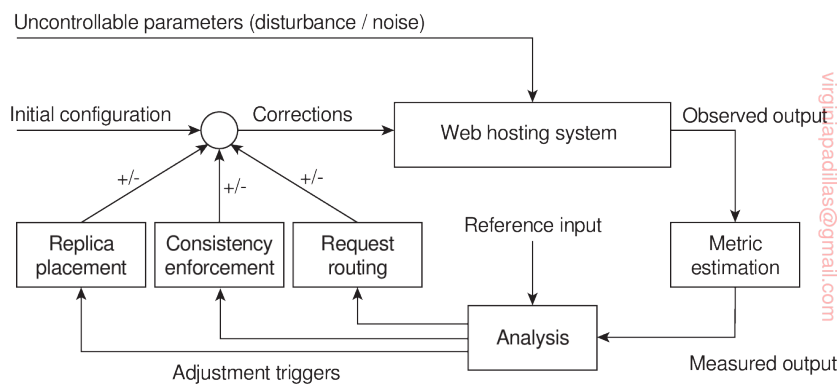 Uncontrollable parameters (disturbance / noise)
Initial configuration
Corrections
Web hosting system
Observed output
+/-
+/-
+/-
Replica
placement
Consistency
enforcement
Request
routing
Reference input
Metric
estimation
Analysis
Adjustment triggers
Measured output
virginiapadillas@gmail.com